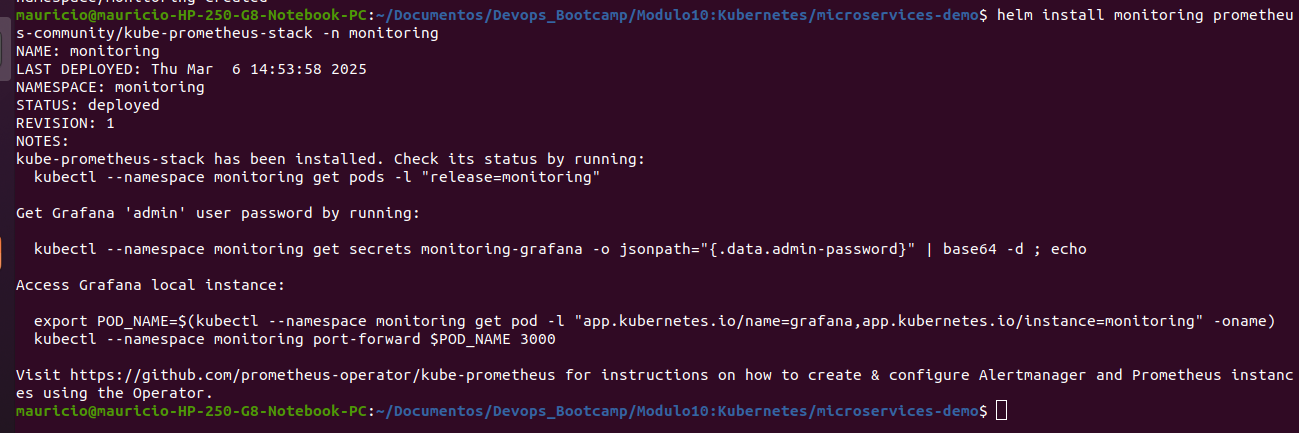 namespace/monitoring created
mauricio@mauricio-HP-250-G8-Notebook-PC:~/Documentos/Devops_Bootcamp/Modulo10:Kubernetes/microservices-demo$ helm install monitoring prometheu
s-community/kube-prometheus-stack -n monitoring
NAME: monitoring
LAST DEPLOYED: Thu Mar  6 14:53:58 2025
NAMESPACE: monitoring
STATUS: deployed
REVISION: 1
NOTES:
kube-prometheus-stack has been installed. Check its status by running:
  kubectl --namespace monitoring get pods -l "release=monitoring"

Get Grafana 'admin' user password by running:

  kubectl --namespace monitoring get secrets monitoring-grafana -o jsonpath="{.data.admin-password}" | base64 -d ; echo

Access Grafana local instance:

  export POD_NAME=$(kubectl --namespace monitoring get pod -l "app.kubernetes.io/name=grafana,app.kubernetes.io/instance=monitoring" -oname)
  kubectl --namespace monitoring port-forward $POD_NAME 3000

Visit https://github.com/prometheus-operator/kube-prometheus for instructions on how to create & configure Alertmanager and Prometheus instanc
es using the Operator.
mauricio@mauricio-HP-250-G8-Notebook-PC:~/Documentos/Devops_Bootcamp/Modulo10:Kubernetes/microservices-demo$